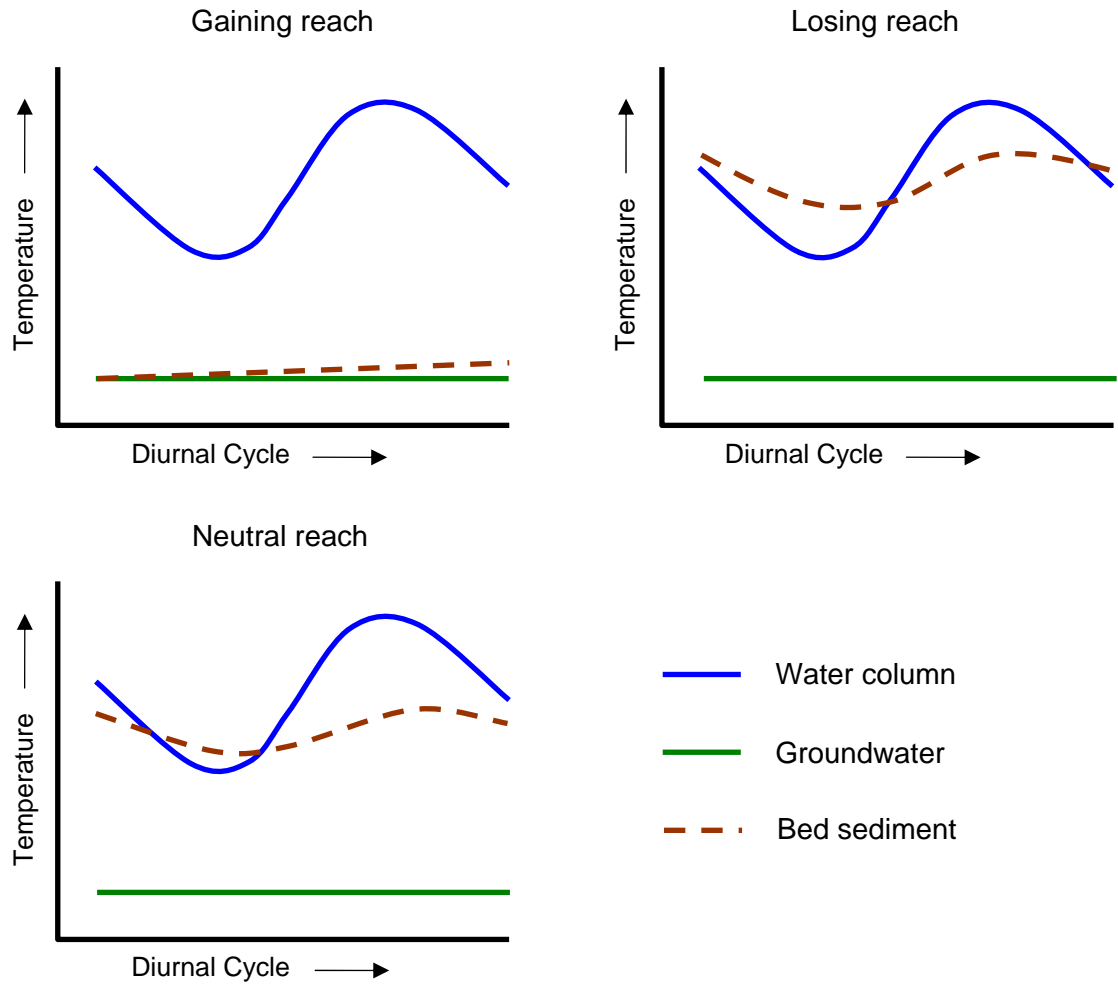 Gaining reach
Temperature
Diurnal Cycle
Losing reach
Temperature
Diurnal Cycle
Neutral reach
Temperature
Diurnal Cycle
Water column
Groundwater
Bed sediment